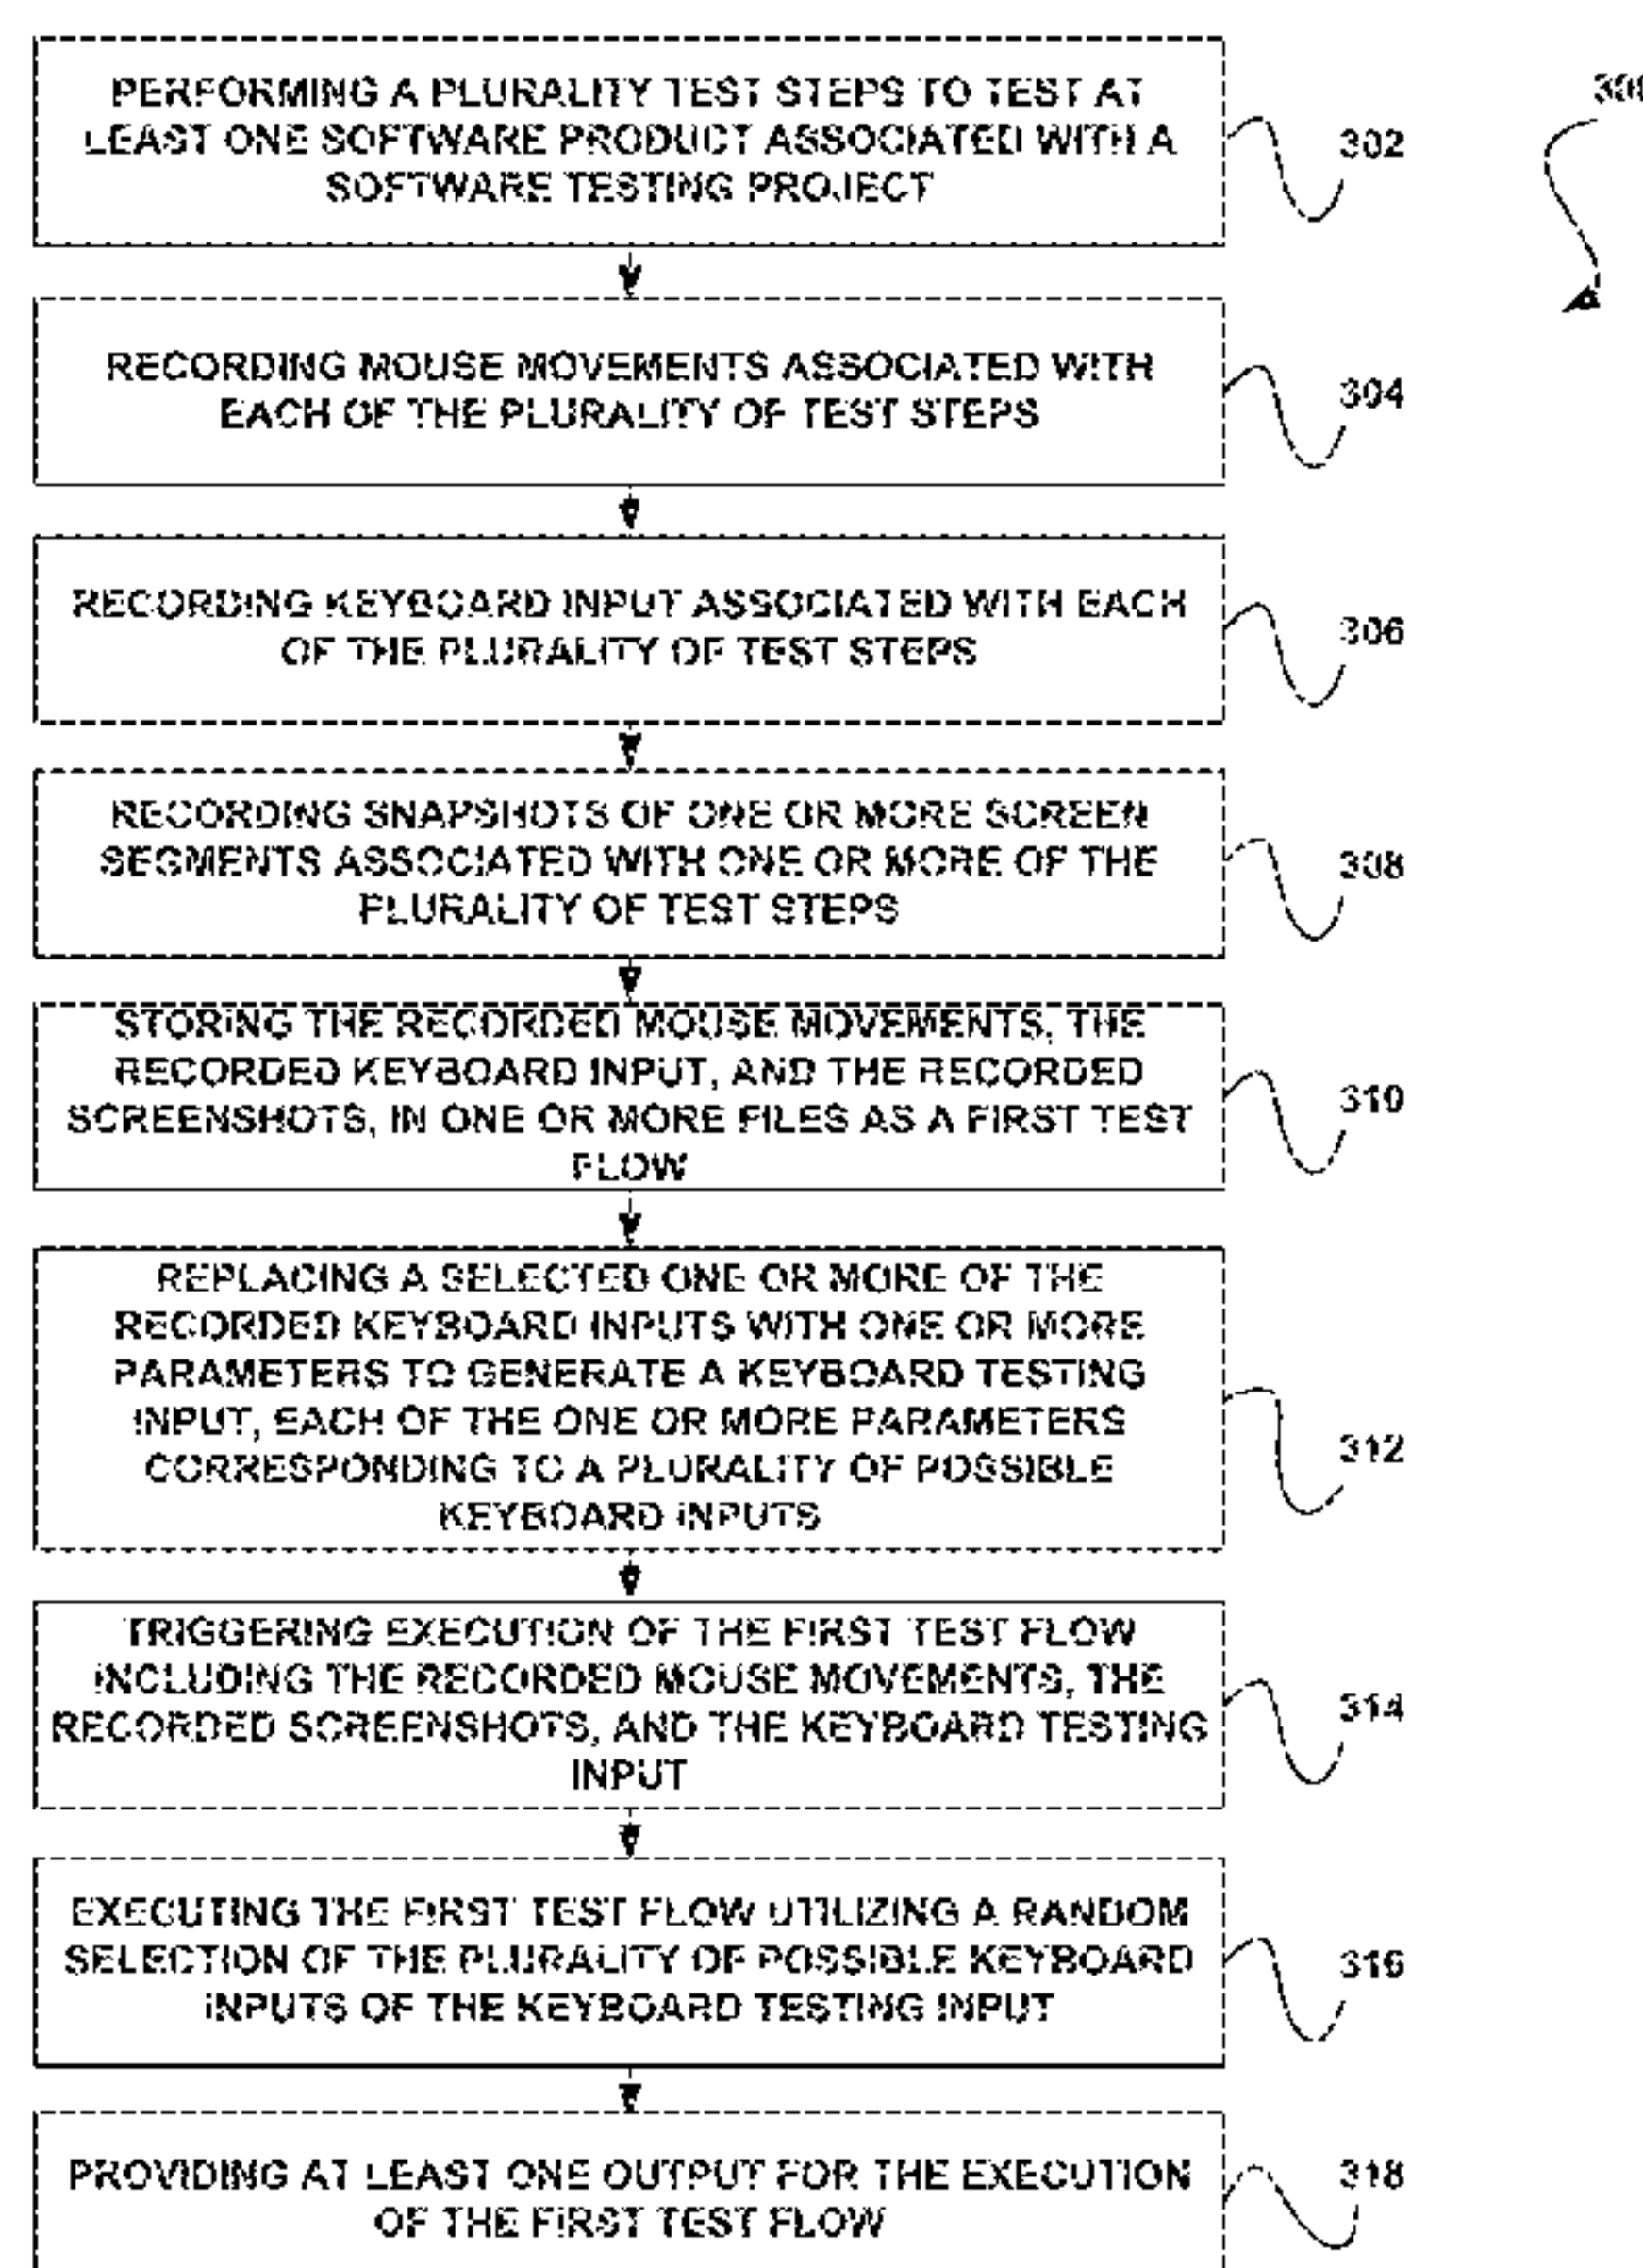 PERFORMING A PLURALITY TEST STEPS TO TEST AT
LEAST ONE SOFTWARE PRODUCT ASSOCIATED WITH A
SOFTWARE TESTING PROJECT
302
RECORDING MOUSE MOVEMENTS ASSOCIATED WITH
EACH OF THE PLURALITY OF TEST STEPS
304
RECORDING KEYBOARD INPUT ASSOCIATED WITH EACH
OF THE PLURALITY OF TEST STEPS
306
RECORDING SNAPSHOTS OF ONE OR MORE SCREEN
SEGMENTS ASSOCIATED WITH ONE OR MORE OF THE
PLURALITY OF TEST STEPS
308
STORING THE RECORDED MOUSE MOVEMENTS, THE
RECORDED KEYBOARD INPUT, AND THE RECORDED
SCREENSHOTS, IN ONE OR MORE FILES AS A FIRST TEST
FLOW
310
REPLACING A SELECTED ONE OR MORE OF THE
RECORDED KEYBOARD INPUTS WITH ONE OR MORE
PARAMETERS TO GENERATE A KEYBOARD TESTING
INPUT, EACH OF THE ONE OR MORE PARAMETERS
CORRESPONDING TO A PLURALITY OF POSSIBLE
KEYBOARD INPUTS
312
TRIGGERING EXECUTION OF THE FIRST TEST FLOW
INCLUDING THE RECORDED MOUSE MOVEMENTS, THE
RECORDED SCREENSHOTS, AND THE KEYBOARD TESTING
INPUT
314
EXECUTING THE FIRST TEST FLOW UTILIZING A RANDOM
SELECTION OF THE PLURALITY OF POSSIBLE KEYBOARD
INPUTS OF THE KEYBOARD TESTING INPUT
316
PROVIDING AT LEAST ONE OUTPUT FOR THE EXECUTION
OF THE FIRST TEST FLOW
318